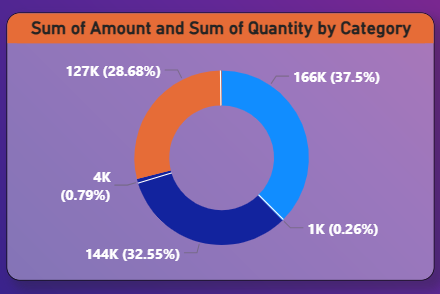 Sum of Amount and Sum of Quantity by Category
127K (28.68%)
166K (37.5%)
4K
(0.79%)
1K (0.26%)
144K (32.55%)